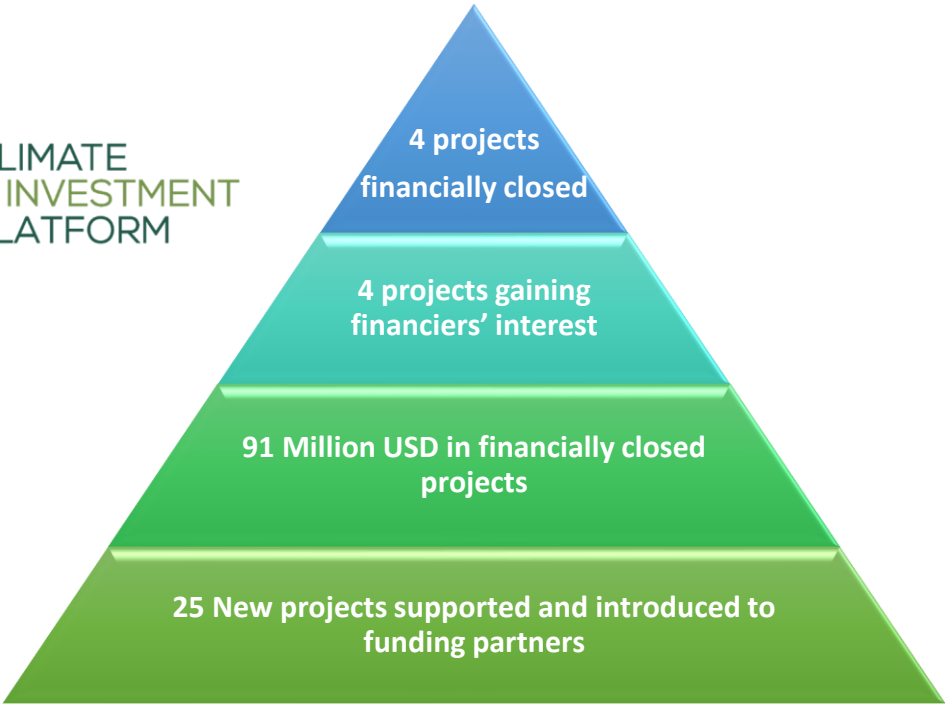 LIMATE
INVESTMENT
LATFORM
4 projects
financially closed
4 projects gaining
financiers’ interest
91 Million USD in financially closed
projects
25 New projects supported and introduced to
funding partners